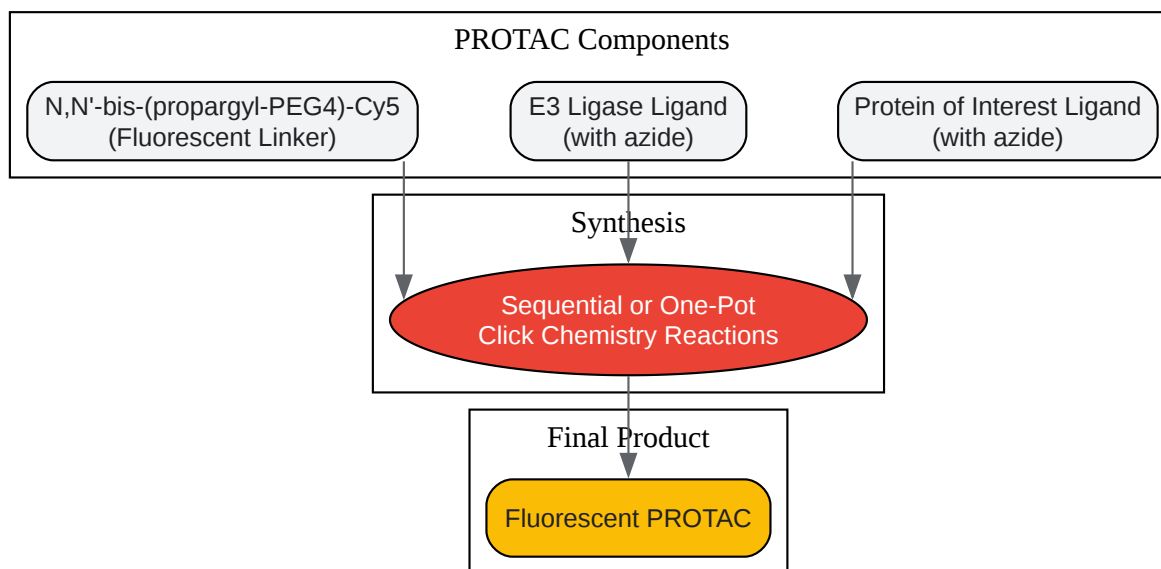 PROTAC Components
N,N'-bis-(propargyl-PEG4)-Cy5
(Fluorescent Linker)
E3 Ligase Ligand
(with azide)
Protein of Interest Ligand
(with azide)
Synthesis
Sequential or One-Pot
Click Chemistry Reactions
Final Product
Fluorescent PROTAC